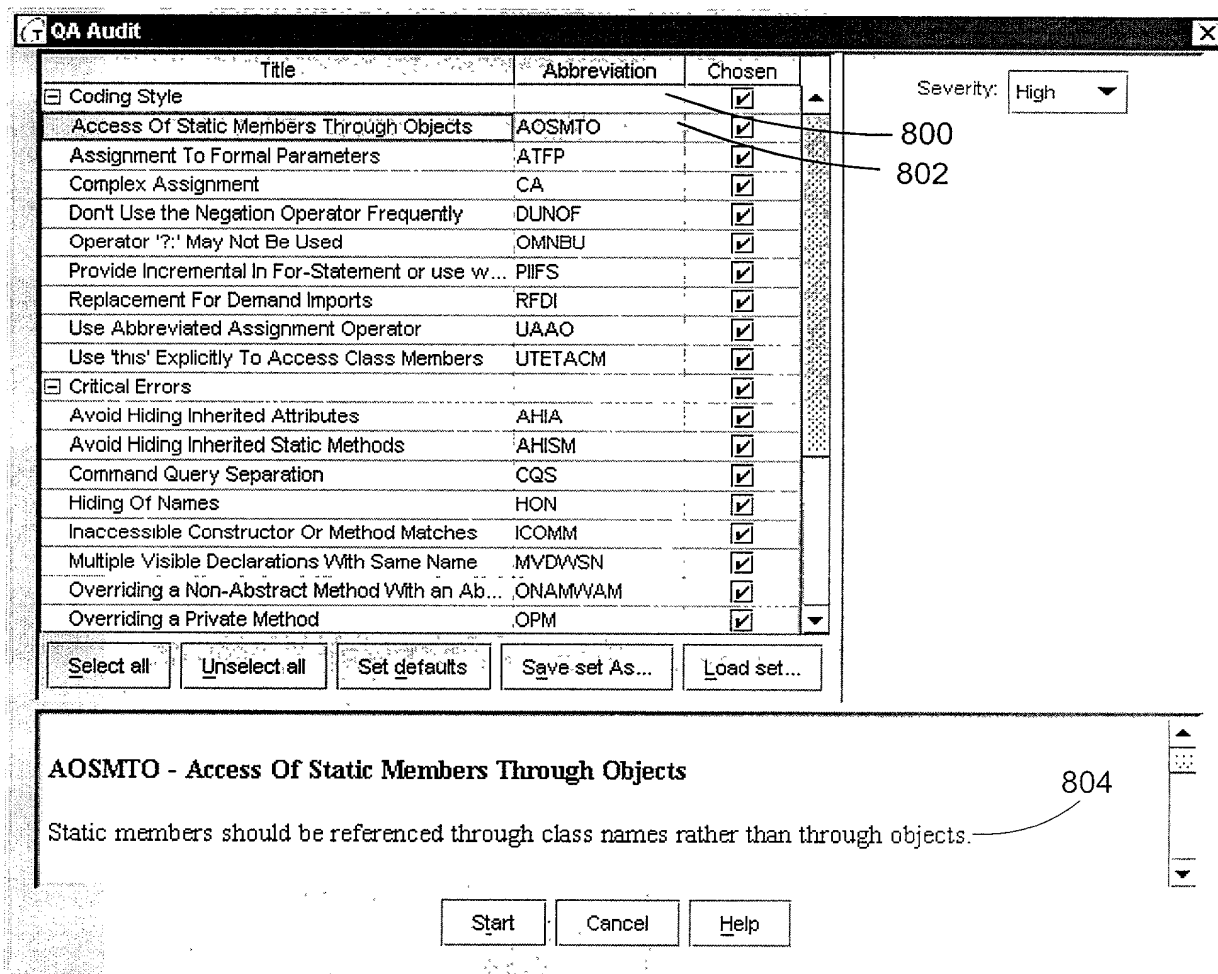 QA Audit
Title Abbreviation Chosen
Severity: High
Coding Style
800
Access Of Static Members Through Objects AOSMTO
802
Assignment To Formal Parameters ATFP
Complex Assignment CA
Don't Use the Negation Operator Frequently DUNOF
Operator '?:' May Not Be Used OMNBU
Provide Incremental In For-Statement or use w... PIIFS
Replacement For Demand Imports RFDI
Use Abbreviated Assignment Operator UAAO
Use 'this' Explicitly To Access Class Members UTETACM
Critical Errors
Avoid Hiding Inherited Attributes AHIA
Avoid Hiding Inherited Static Methods AHISM
Command Query Separation CQS
Hiding Of Names HON
Inaccessible Constructor Or Method Matches ICOMM
Multiple Visible Declarations With Same Name MVDWSN
Overriding a Non-Abstract Method With an Ab... ONAMWAM
Overriding a Private Method OPM
Select all Unselect all Set defaults Save set As... Load set...
AOSMTO - Access Of Static Members Through Objects
804
Static members should be referenced through class names rather than through objects.
Start Cancel Help